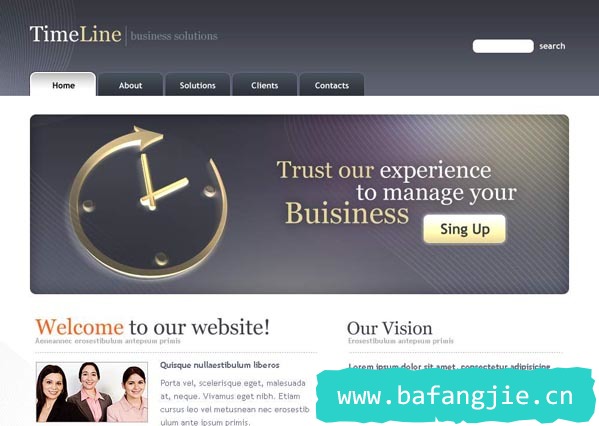 TimeLine business solutions
search
Home About Solutions Clients Contacts
Trust our experience
to manage your
Buisiness
Sing Up
Welcome to our website!
Aeneannec erosestibulum antepsum primis
Quisque nullaestibulum liberos
Porta vel, scelerisque eget, malesuada
at, neque. Vivamus eget nibh. Etiam
cursus leo vel metusnean nec erosestib
ulum ante ipsum primis.
Our Vision
Erosestibulum antepsum primis
Lorem ipsum dolor sit amet, consectetur adipisicing
www.bafangjie.cn